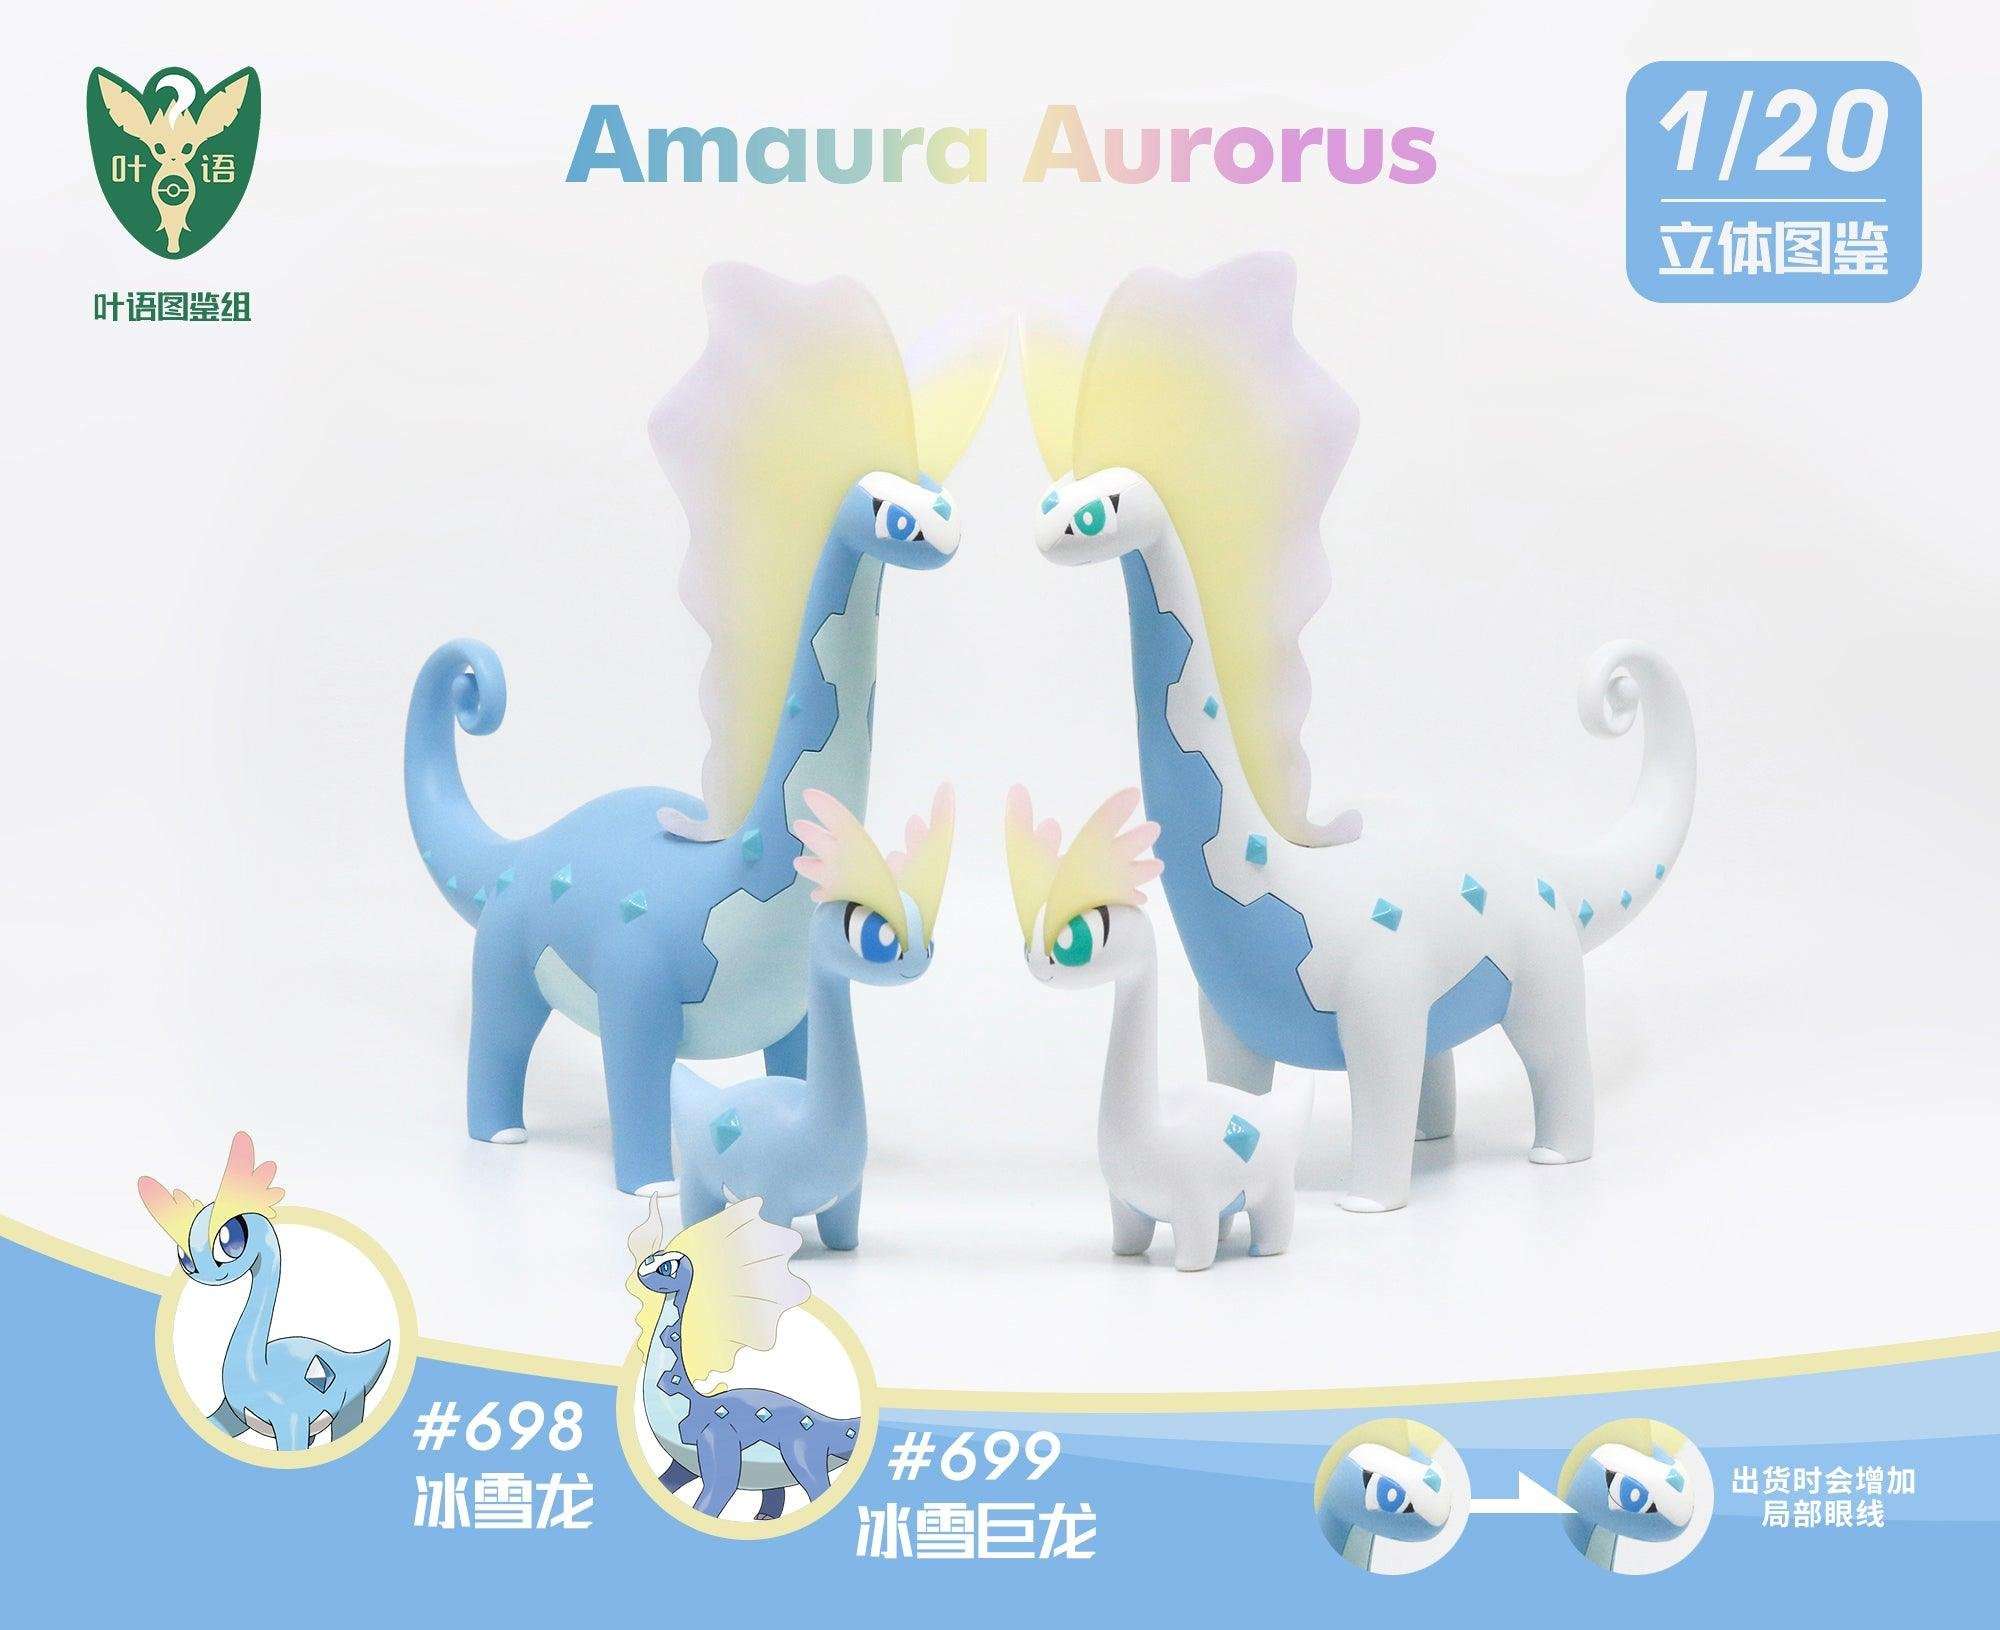 叶 语
叶语图鉴组
Amaura Aurorus
1/20
立体图鉴
#698
冰雪龙
#699
冰雪巨龙
出货时会增加
局部眼线